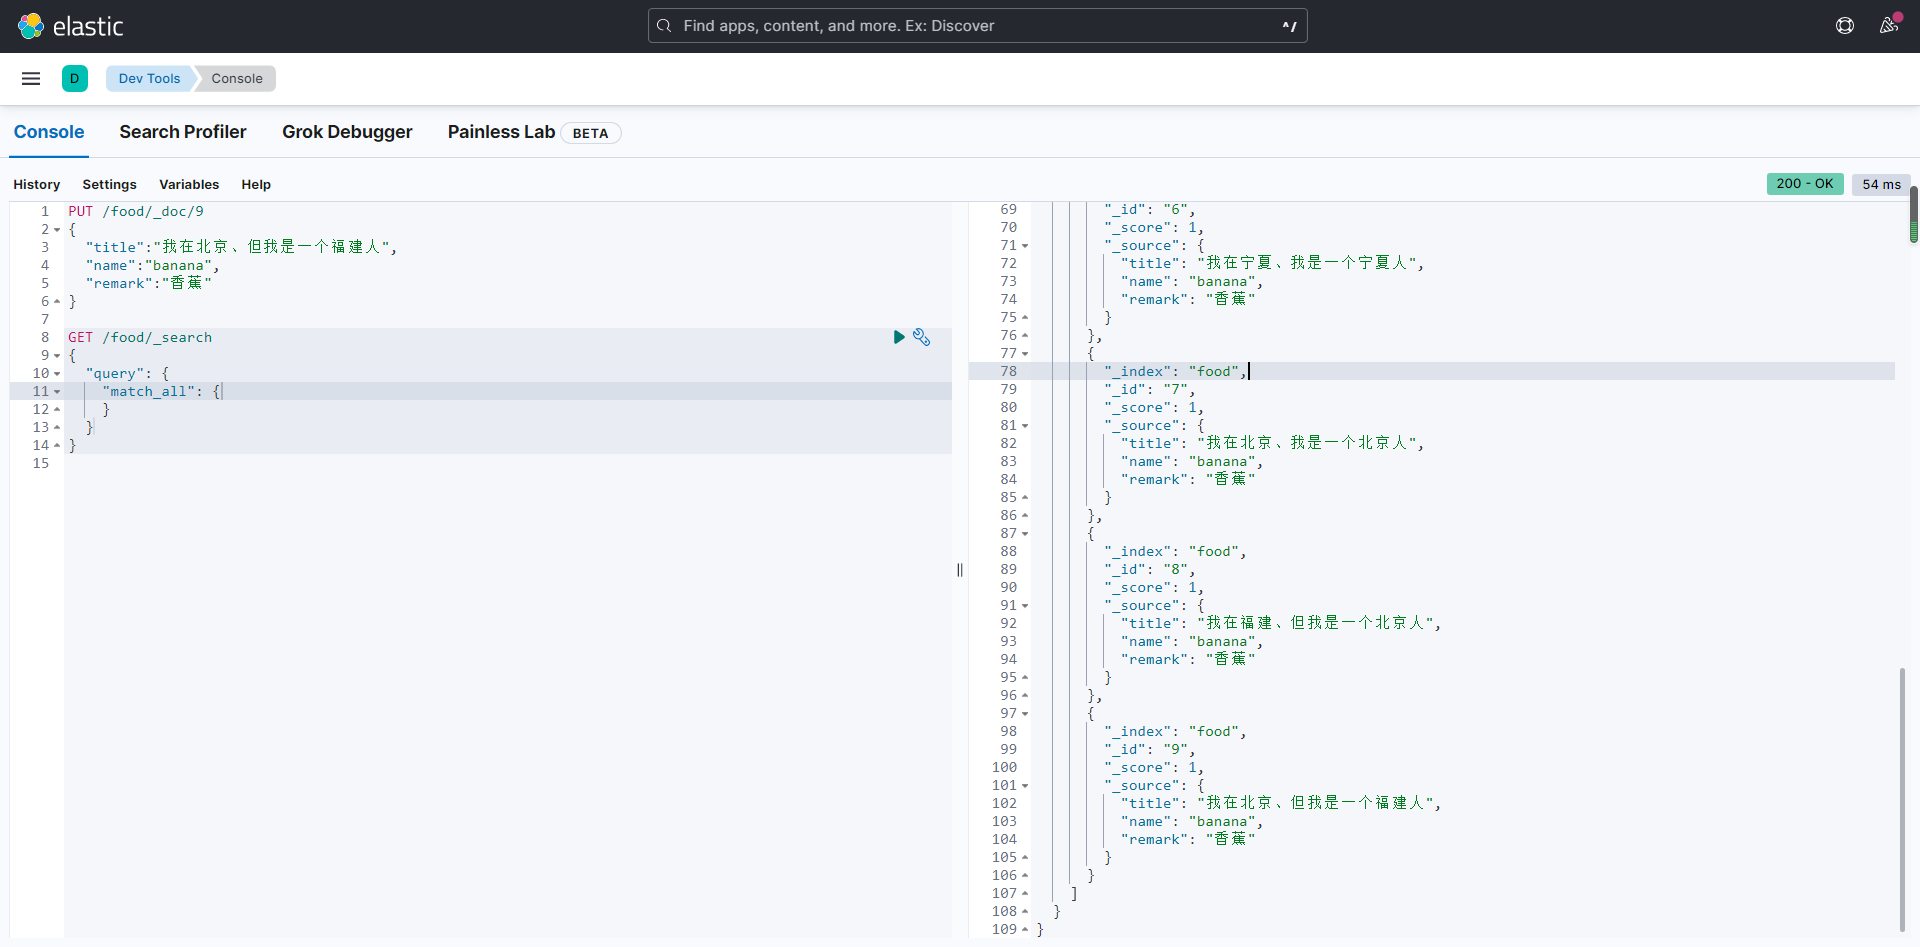 elastic
Find apps, content, and more. Ex: Discover
^/
D
Dev Tools
Console
Console
Search Profiler
Grok Debugger
Painless Lab
BETA
History
Settings
Variables
Help
200 - OK
54 ms
1 PUT /food/_doc/9
2 {
3 "title":"我在北京、但我是一个福建人",
4 "name":"banana",
5 "remark":"香蕉"
6 }
7
8 GET /food/_search
9 {
10 "query": {
11 "match_all": {
12 }
13 }
14 }
15
69 "_id": "6",
70 "_score": 1,
71 "_source": {
72 "title": "我在宁夏、我是一个宁夏人",
73 "name": "banana",
74 "remark": "香蕉"
75 }
76 },
77 {
78 "_index": "food",
79 "_id": "7",
80 "_score": 1,
81 "_source": {
82 "title": "我在北京、我是一个北京人",
83 "name": "banana",
84 "remark": "香蕉"
85 }
86 },
87 {
88 "_index": "food",
89 "_id": "8",
90 "_score": 1,
91 "_source": {
92 "title": "我在福建、但我是一个北京人",
93 "name": "banana",
94 "remark": "香蕉"
95 }
96 },
97 {
98 "_index": "food",
99 "_id": "9",
100 "_score": 1,
101 "_source": {
102 "title": "我在北京、但我是一个福建人",
103 "name": "banana",
104 "remark": "香蕉"
105 }
106 }
107 ]
108 }
109 }